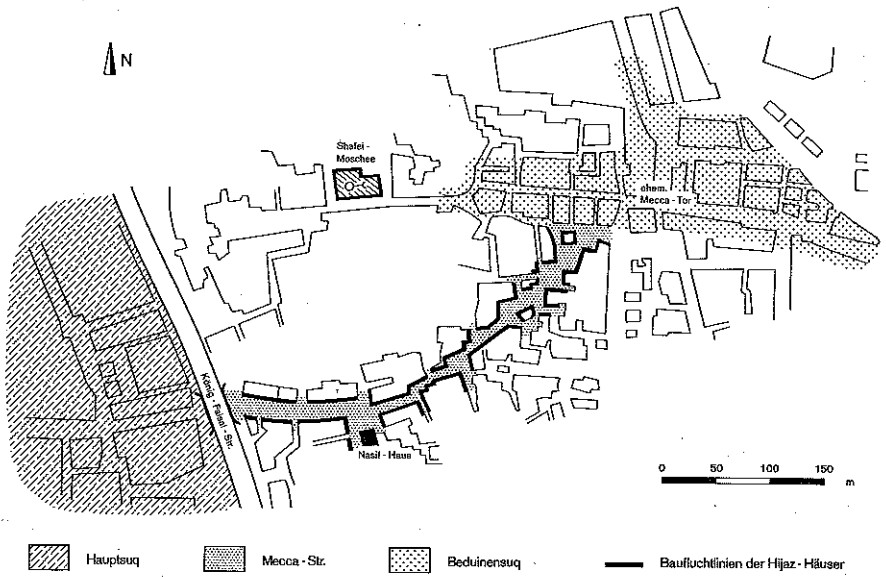 N
Shafei -
Moschee
ehem.
Mecca - Tor
König - Faisal - Str.
Nasif - Haus
0 50 100 150
m
Hauptsuq
Mecca - Str.
Beduinensuq
Baufluchtlinien der Hijaz - Häuser